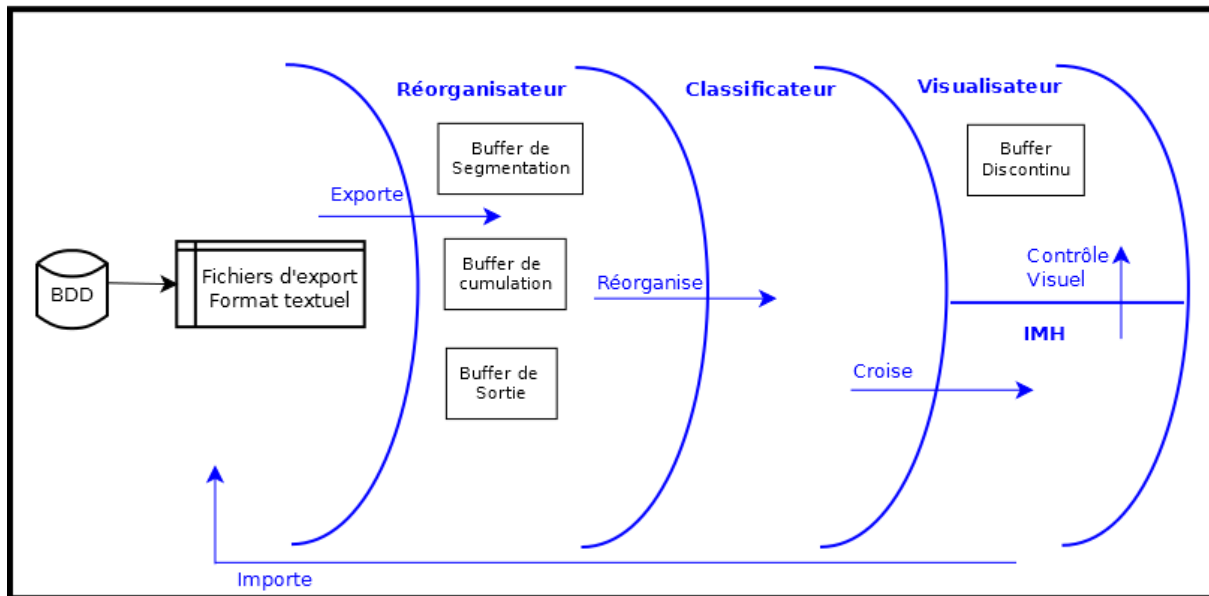 Réorganisateur
Classificateur
Visualisateur
Buffer de
Segmentation
Buffer
Discontinu
Exporte
BDD
Fichiers d'export
Format textuel
Buffer de
cumulation
Réorganise
Contrôle
Visuel
IMH
Buffer de
Sortie
Croise
Importe